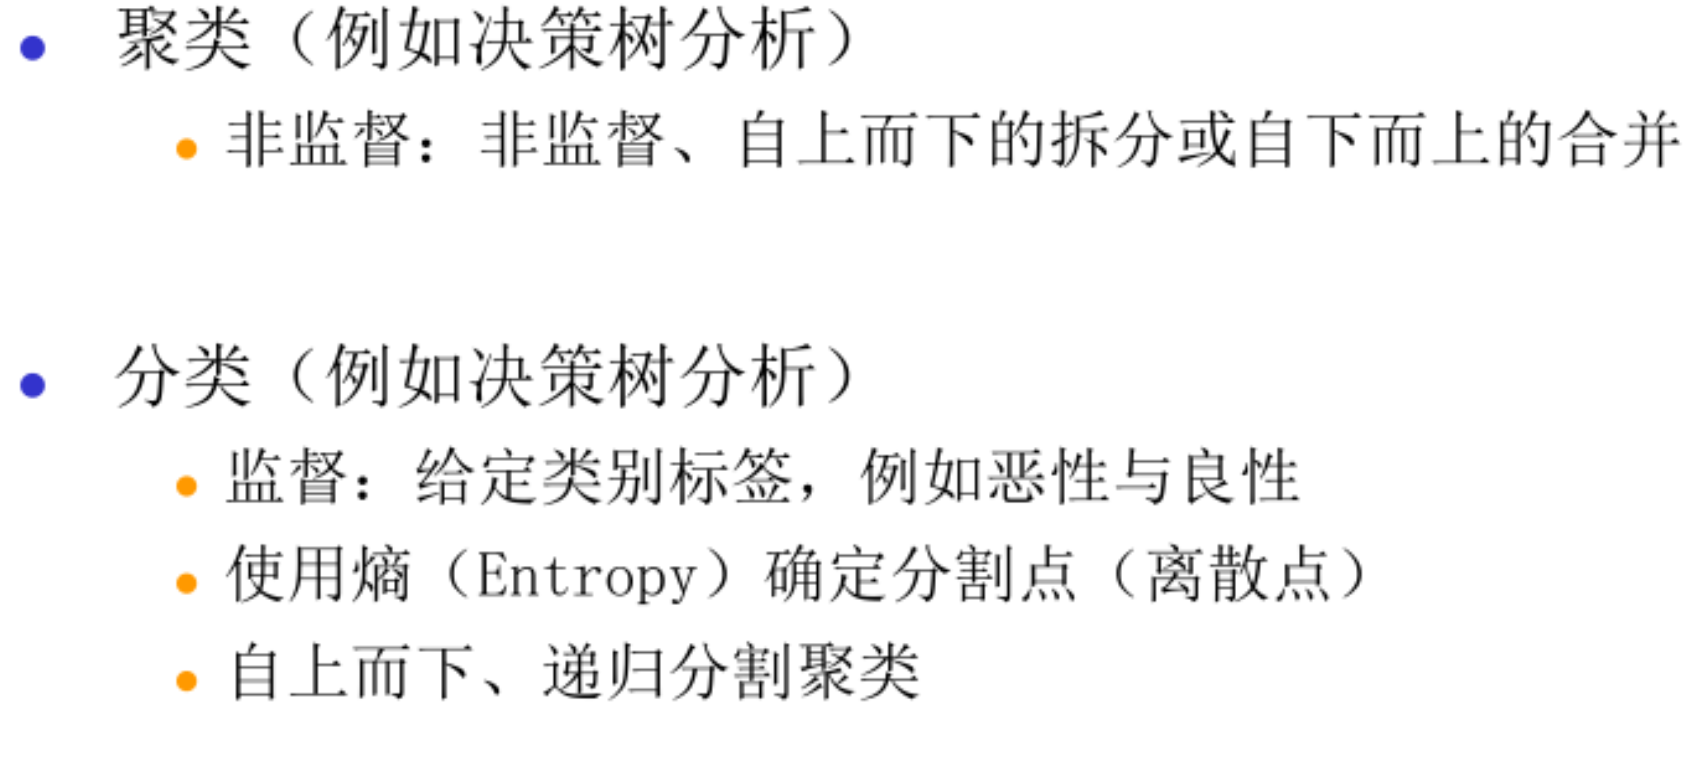 聚类（例如决策树分析）
非监督：非监督、自上而下的拆分或自下而上的合并
分类（例如决策树分析）
监督：给定类别标签，例如恶性与良性
使用熵（Entropy）确定分割点（离散点）
自上而下、递归分割聚类